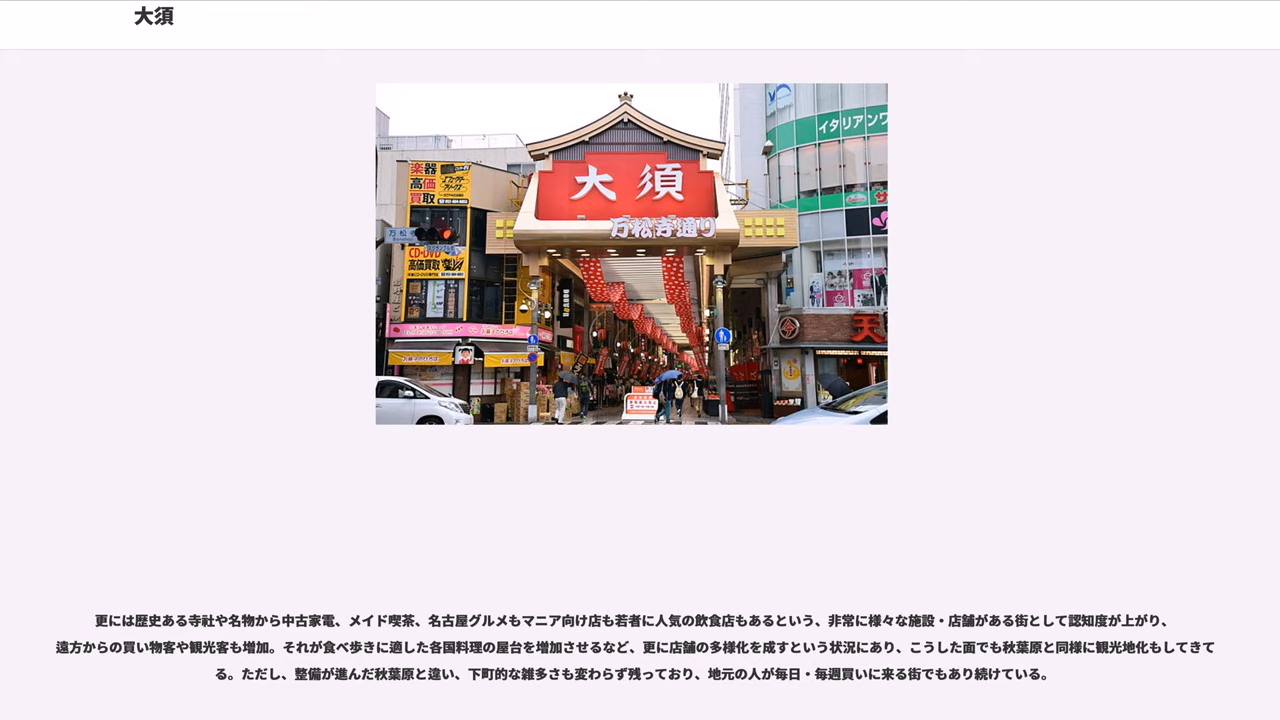 大須
イタリアンワ
楽器
高価
買取
大須
万松寺通り
万松
CD・DVD
高価買取
天
更には歴史ある寺社や名物から中古家電、メイド喫茶、名古屋グルメもマニア向け店も若者に人気の飲食店もあるという、非常に様々な施設・店舗がある街として認知度が上がり、
遠方からの買い物客や観光客も増加。それが食べ歩きに適した各国料理の屋台を増加させるなど、更に店舗の多様化を成すという状況にあり、こうした面でも秋葉原と同様に観光地化もしてきて
る。ただし、整備が進んだ秋葉原と違い、下町的な雑多さも変わらず残っており、地元の人が毎日・毎週買いに来る街でもあり続けている。